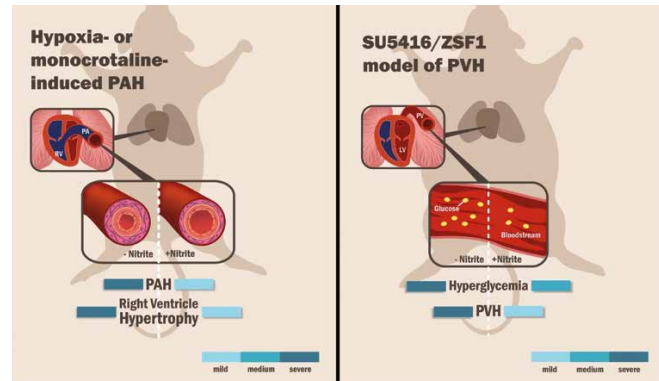 Hypoxia- or
monocrotaline-
induced PAH
PA
RV
- Nitrite
+Nitrite
PAH
Right Ventricle
Hypertrophy
mild
medium
severe
SU5416/ZSF1
model of PVH
PV
LV
Glucose
Bloodstream
- Nitrite
+Nitrite
Hyperglycemia
PVH
mild
medium
severe